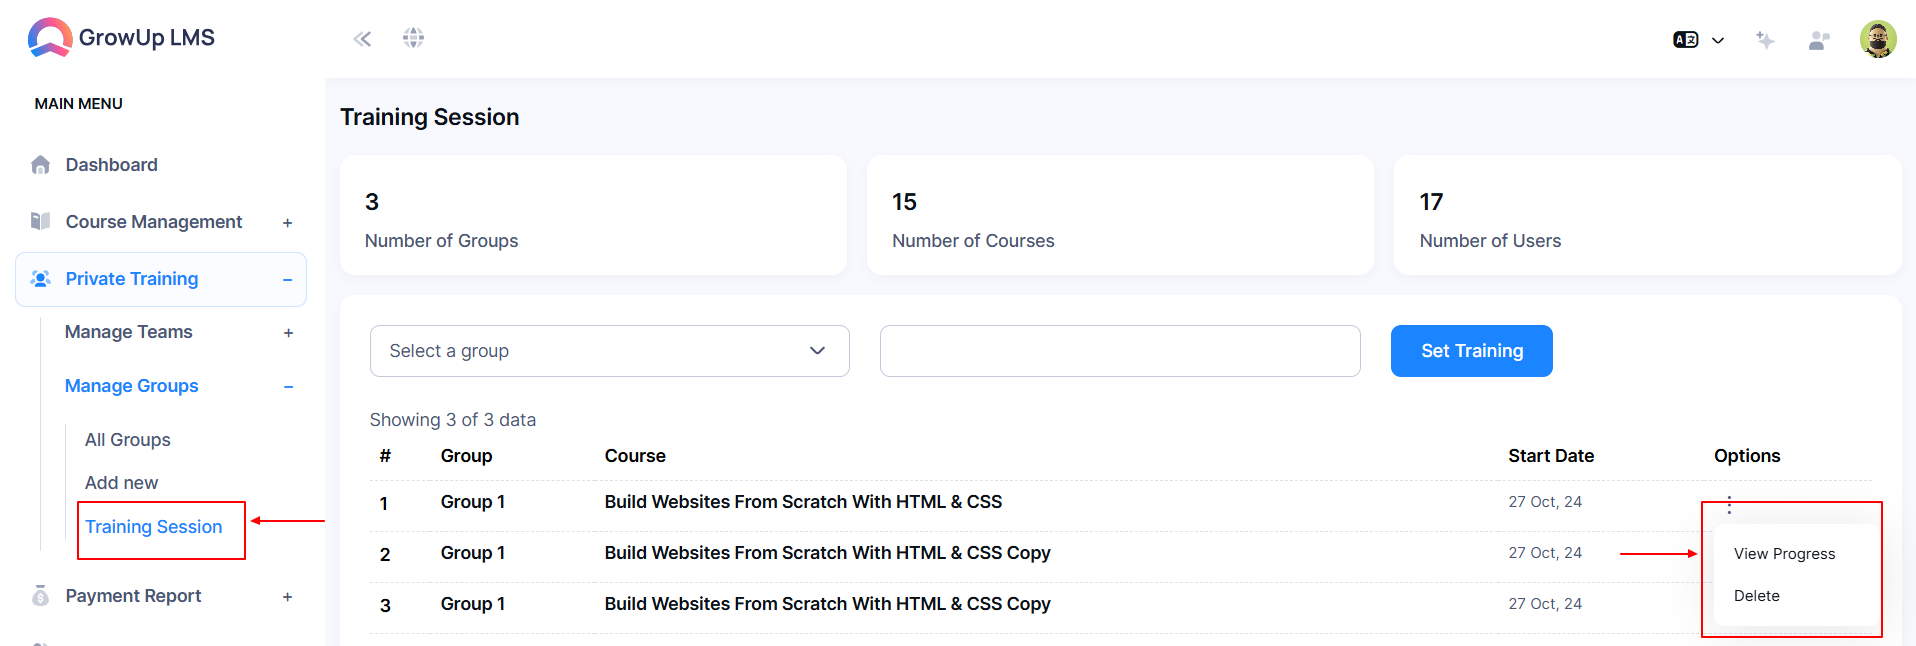 GrowUp LMS
MAIN MENU
Dashboard
Course Management +
Private Training −
Manage Teams +
Manage Groups −
All Groups
Add new
Training Session
Payment Report +
Training Session
3
Number of Groups
15
Number of Courses
17
Number of Users
Select a group
Set Training
Showing 3 of 3 data
# Group Course Start Date Options
1 Group 1 Build Websites From Scratch With HTML & CSS 27 Oct, 24
2 Group 1 Build Websites From Scratch With HTML & CSS Copy 27 Oct, 24
3 Group 1 Build Websites From Scratch With HTML & CSS Copy 27 Oct, 24
View Progress
Delete